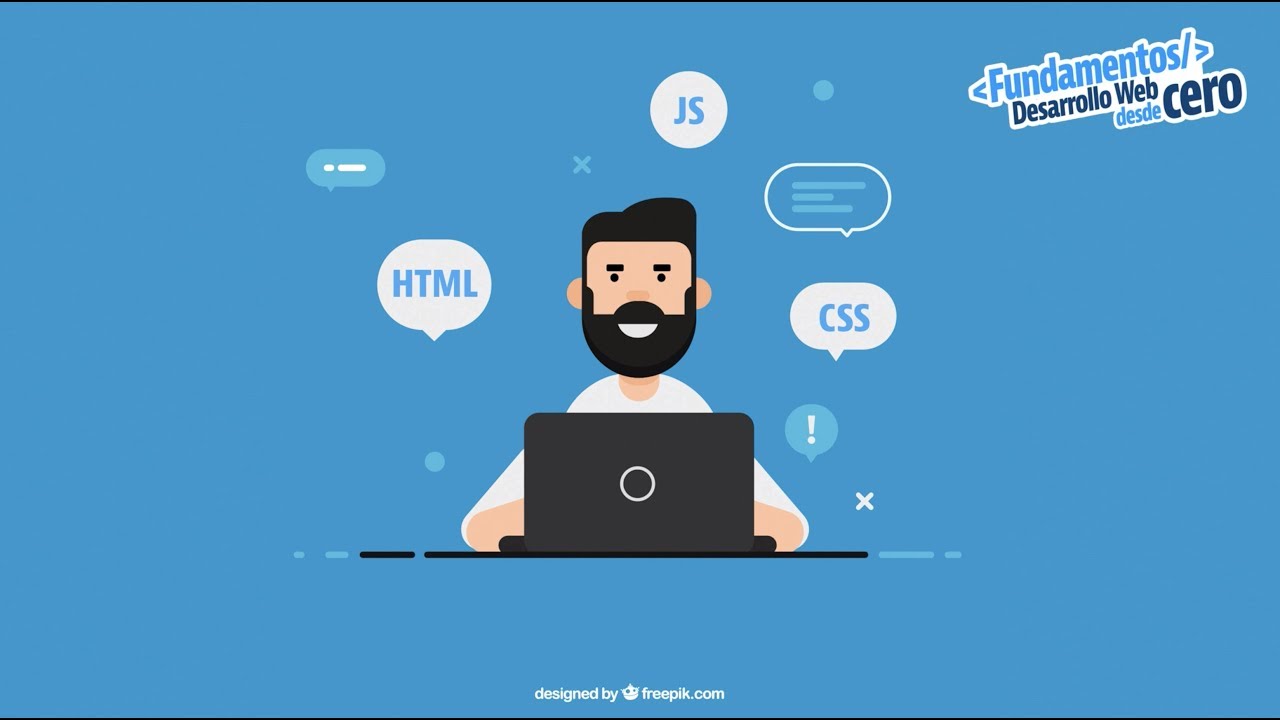 <Fundamentos/>
Desarrollo Web
desde cero
JS
HTML
CSS
!
designed by freepik.com